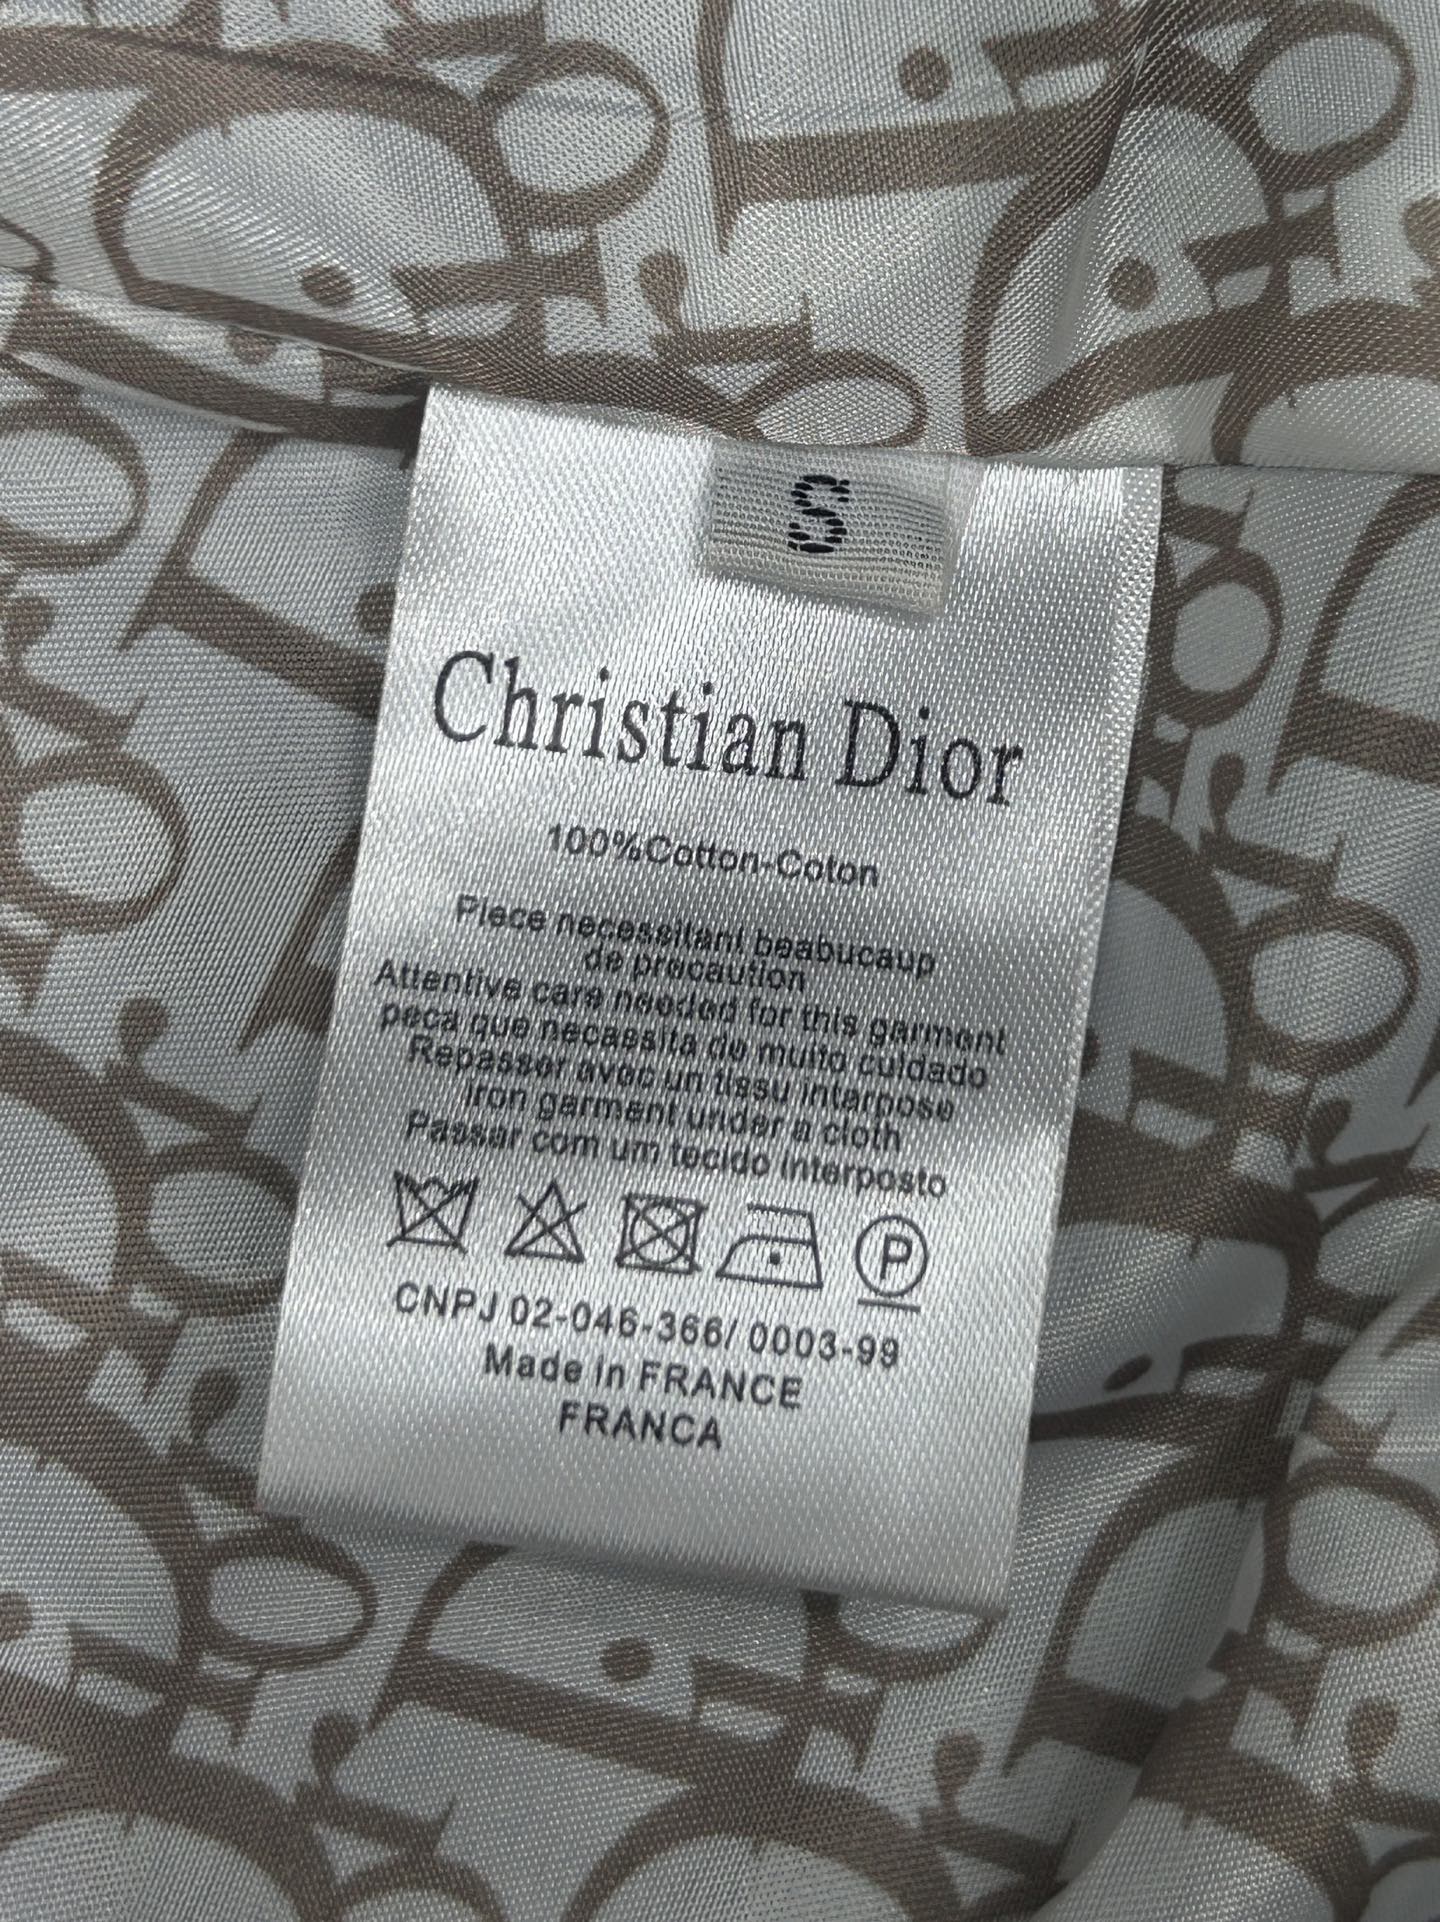 S
Christian Dior
100%Cotton-Coton
Piece necessitant beabucaup
de precaution
Attentive care needed for this garment
peca que necassita de muito culdado
Repasser avec un tissu interpose
Iron garment under a cloth
Passar com um tecido interposto
P
CNPJ 02-046-366/ 0003-99
Made in FRANCE
FRANCA